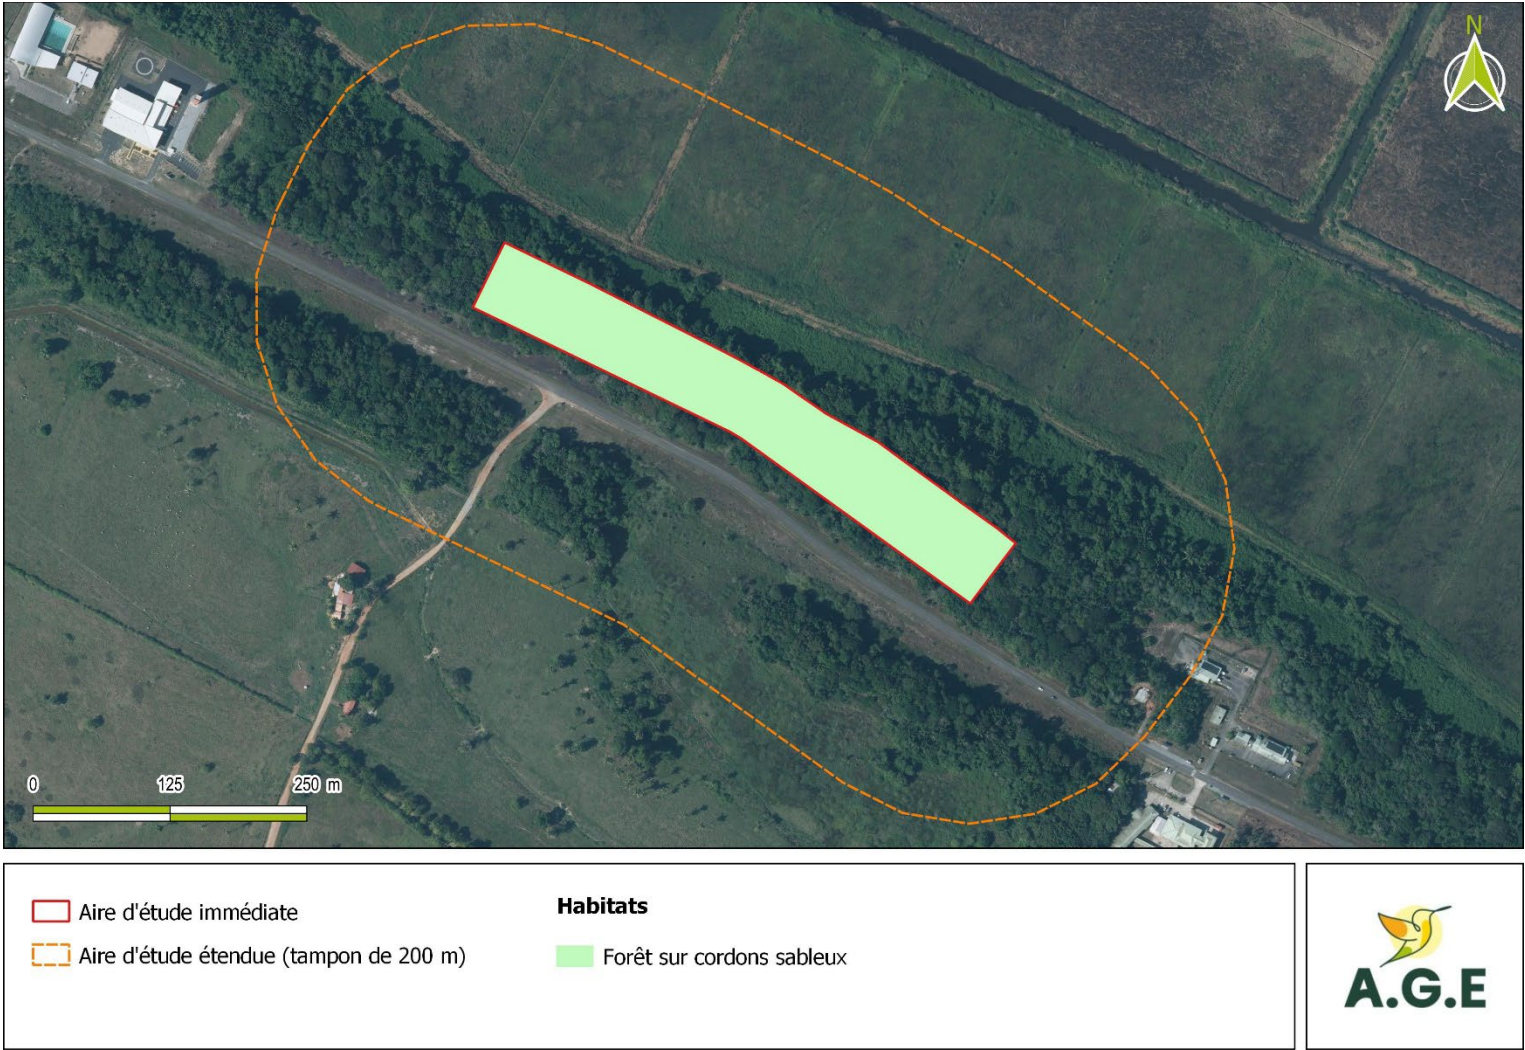 N
0 125 250 m
Aire d'étude immédiate
Aire d'étude étendue (tampon de 200 m)
Habitats
Forêt sur cordons sableux
A.G.E